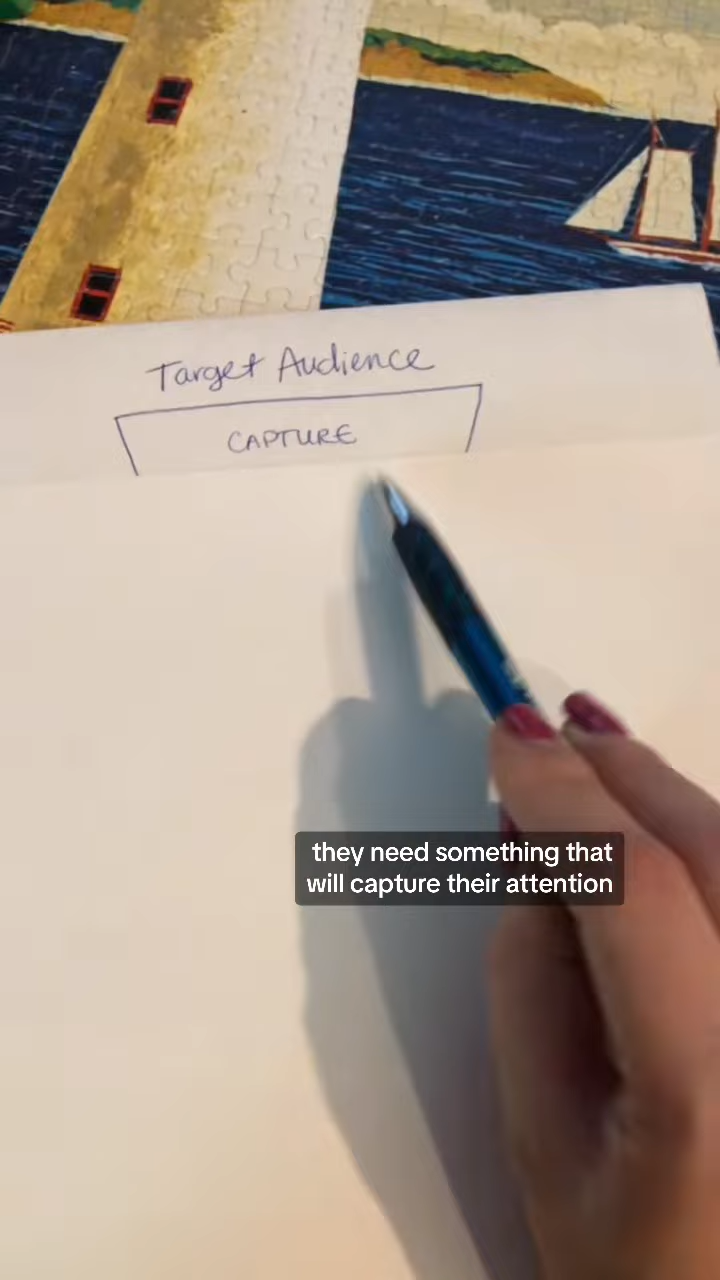 Target Audience
CAPTURE
they need something that
will capture their attention